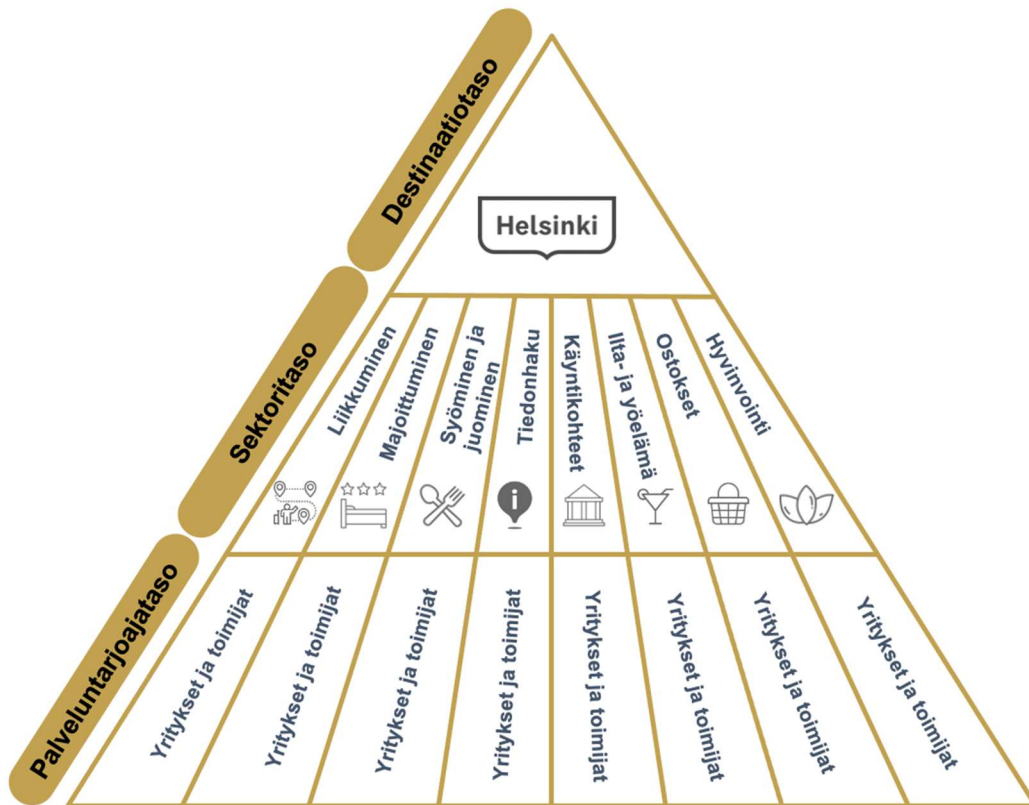 Destinaatiotaso
Helsinki
Sektoritaso
Liikkuminen
Majoittuminen
Syöminen ja
juominen
Tiedonhaku
Käyntikohteet
Ilta- ja yöelämä
Ostokset
Hyvinvointi
Palveluntarjoajataso
Yritykset ja toimijat
Yritykset ja toimijat
Yritykset ja toimijat
Yritykset ja toimijat
Yritykset ja toimijat
Yritykset ja toimijat
Yritykset ja toimijat
Yritykset ja toimijat